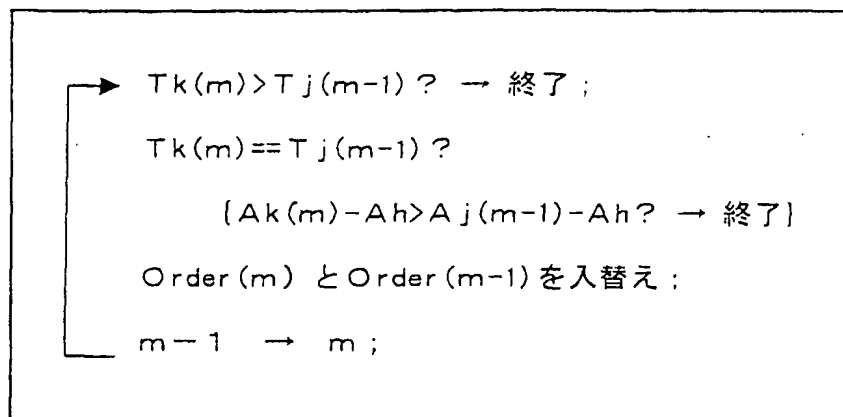 Tk(m)>Tj(m-1)? → 終了;
Tk(m)==Tj(m-1)?
{Ak(m)-Ah>Aj(m-1)-Ah? → 終了}
Order(m)とOrder(m-1)を入替え;
m-1 → m;